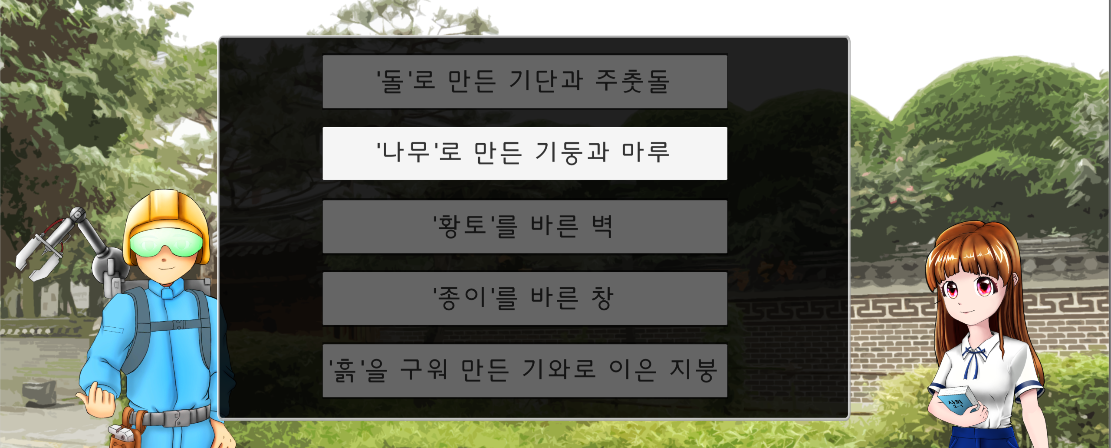 '돌'로 만든 기단과 주춧돌
'나무'로 만든 기둥과 마루
'황토'를 바른 벽
'종이'를 바른 창
'흙'을 구워 만든 기와로 이은 지붕
사회